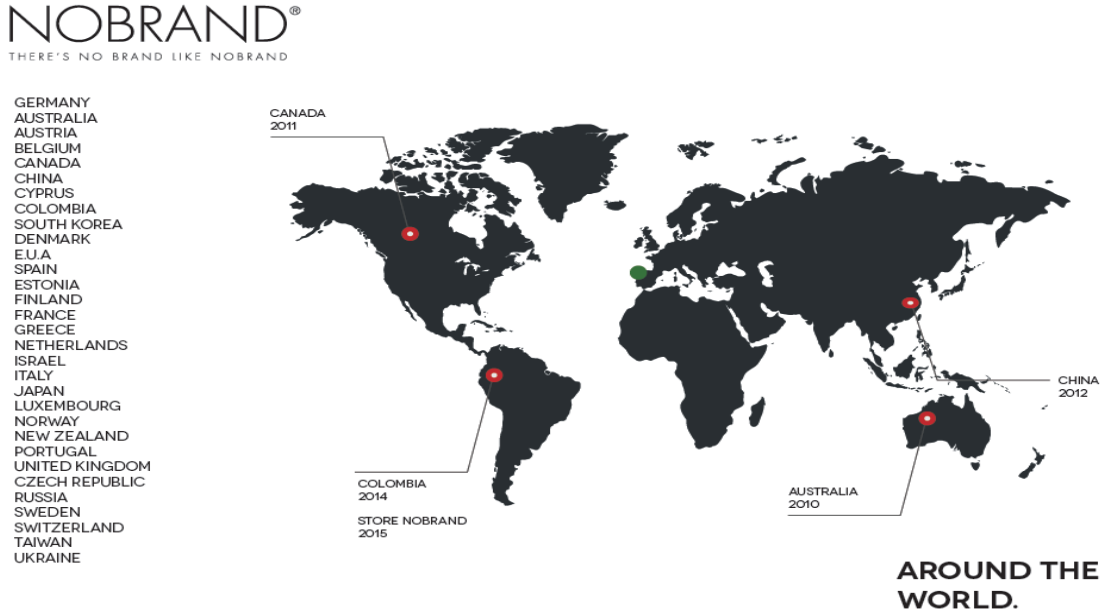 NOBRAND®
THERE'S NO BRAND LIKE NOBRAND
GERMANY
AUSTRALIA
AUSTRIA
BELGIUM
CANADA
CHINA
CYPRUS
COLOMBIA
SOUTH KOREA
DENMARK
E.U.A
SPAIN
ESTONIA
FINLAND
FRANCE
GREECE
NETHERLANDS
ISRAEL
ITALY
JAPAN
LUXEMBOURG
NORWAY
NEW ZEALAND
PORTUGAL
UNITED KINGDOM
CZECH REPUBLIC
RUSSIA
SWEDEN
SWITZERLAND
TAIWAN
UKRAINE
CANADA
2011
CHINA
2012
COLOMBIA
2014
STORE NOBRAND
2015
AUSTRALIA
2010
AROUND THE
WORLD.